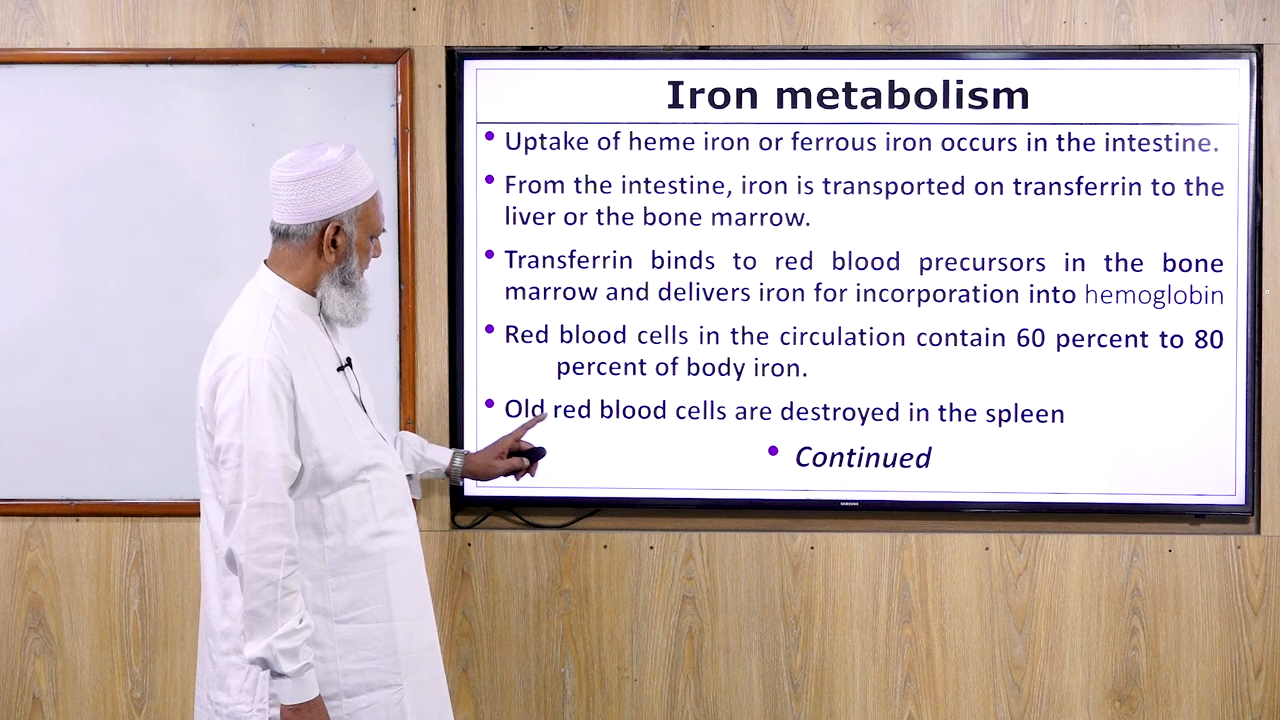 Iron metabolism
• Uptake of heme iron or ferrous iron occurs in the intestine.
• From the intestine, iron is transported on transferrin to the
liver or the bone marrow.
• Transferrin binds to red blood precursors in the bone
marrow and delivers iron for incorporation into hemoglobin
• Red blood cells in the circulation contain 60 percent to 80
percent of body iron.
• Old red blood cells are destroyed in the spleen
• Continued
SAMSUNG